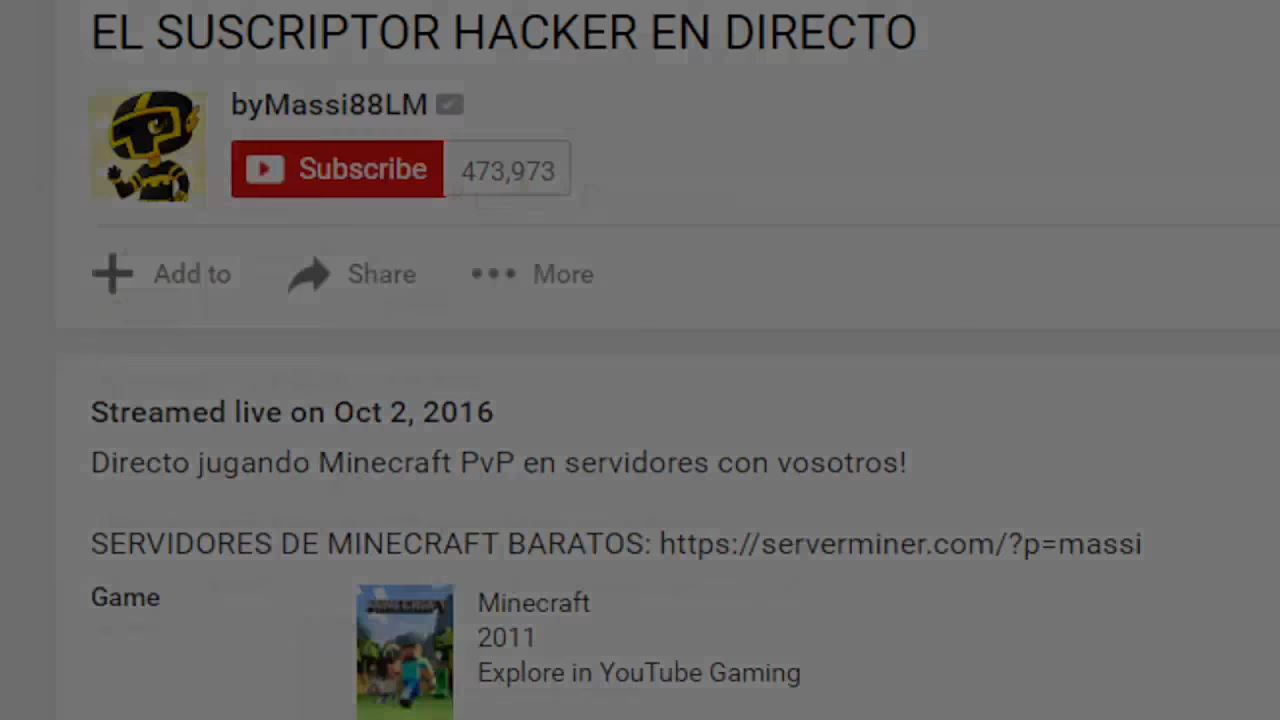 EL SUSCRIPTOR HACKER EN DIRECTO
byMassi88LM
Subscribe 473,973
Add to Share More
Streamed live on Oct 2, 2016
Directo jugando Minecraft PvP en servidores con vosotros!
SERVIDORES DE MINECRAFT BARATOS: https://serverminer.com/?p=massi
Game
MINECRAFT
Minecraft
2011
Explore in YouTube Gaming